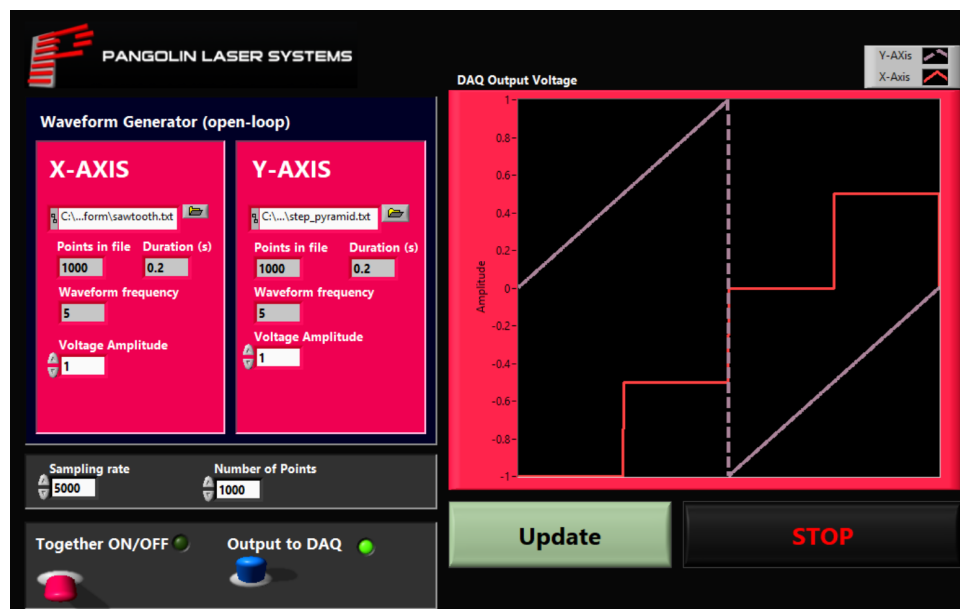 PANGOLIN LASER SYSTEMS
Waveform Generator (open-loop)
X-AXIS
C:\...form\sawtooth.txt
Points in file Duration (s)
1000 0.2
Waveform frequency
5
Voltage Amplitude
1
Y-AXIS
C:\...\step_pyramid.txt
Points in file Duration (s)
1000 0.2
Waveform frequency
5
Voltage Amplitude
1
Sampling rate
5000
Number of Points
1000
Together ON/OFF
Output to DAQ
DAQ Output Voltage
Y-AXis
X-Axis
Amplitude
1
0.8
0.6
0.4
0.2
0
-0.2
-0.4
-0.6
-0.8
-1
Update
STOP